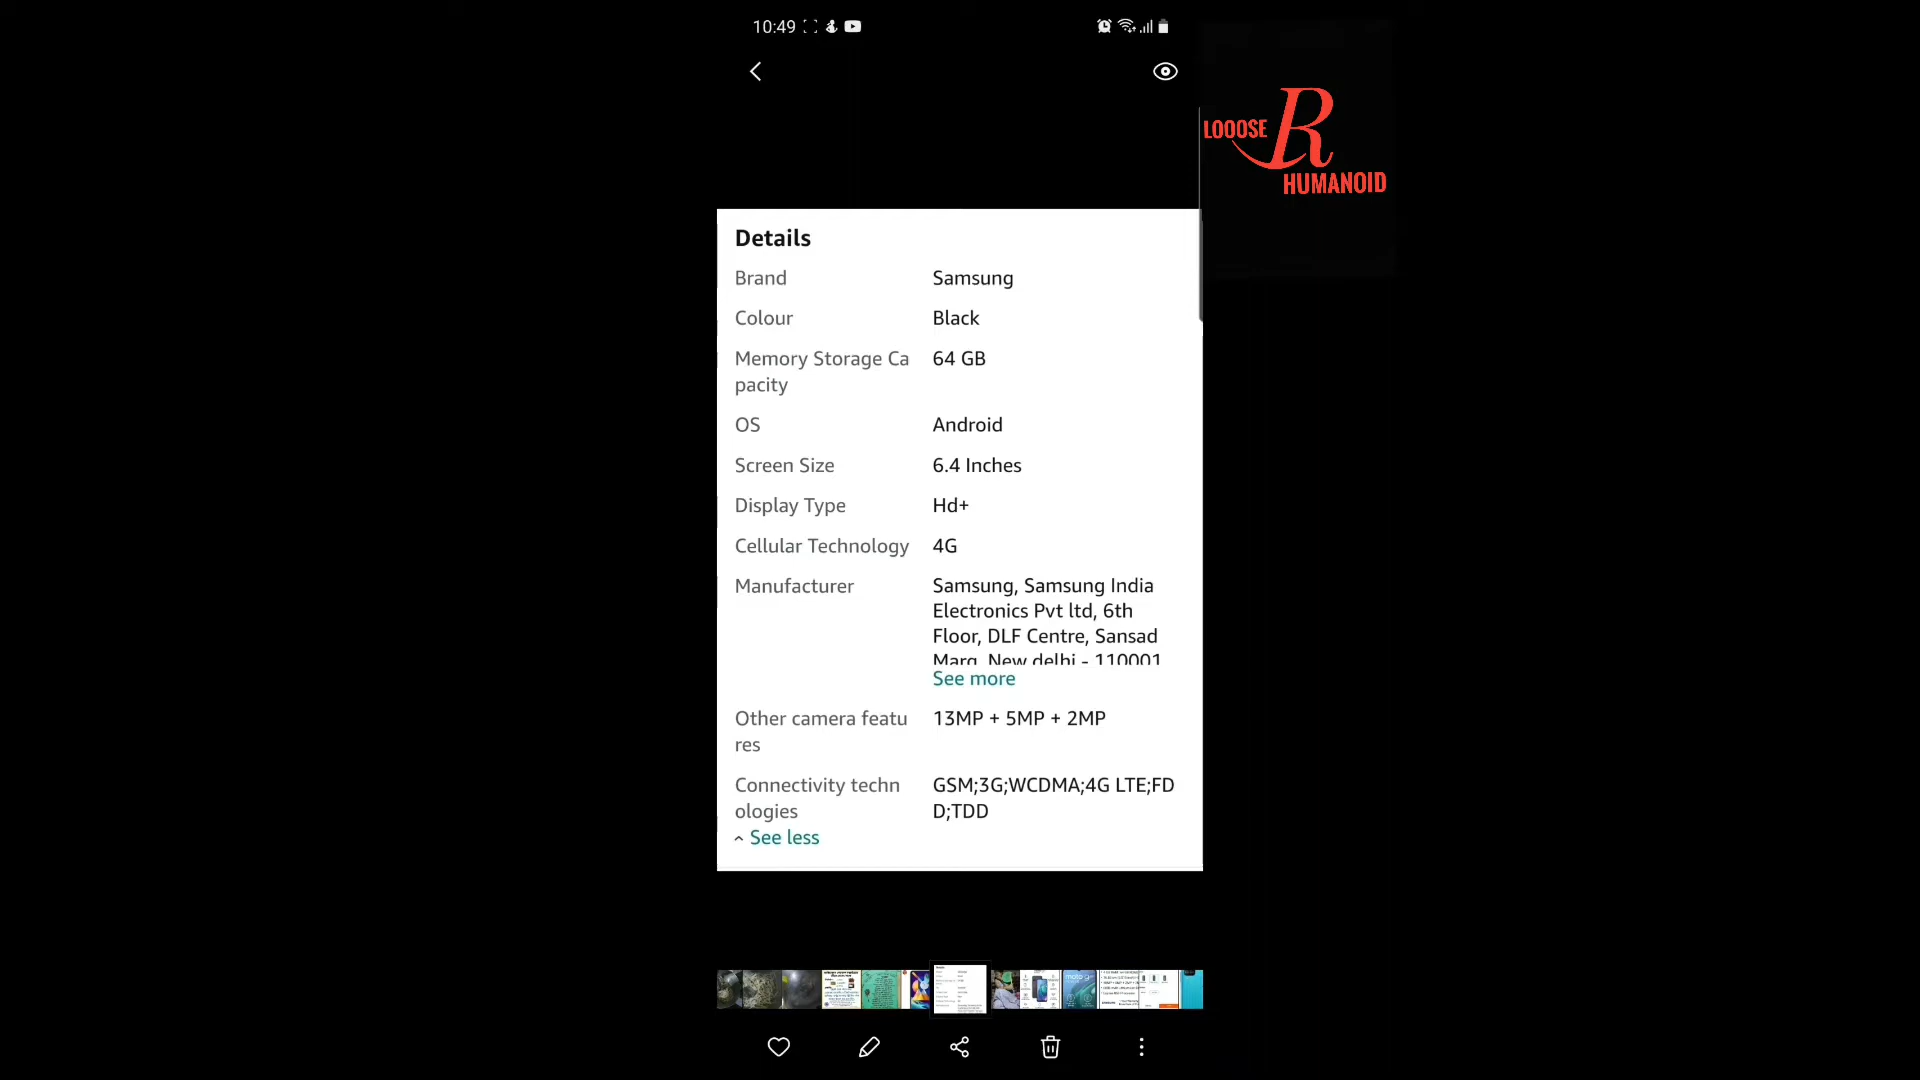 10:49
LOOOSE R
HUMANOID
Details
Brand Samsung
Colour Black
Memory Storage Ca 64 GB
pacity
OS Android
Screen Size 6.4 Inches
Display Type Hd+
Cellular Technology 4G
Manufacturer Samsung, Samsung India
Electronics Pvt ltd, 6th
Floor, DLF Centre, Sansad
Marg, New delhi - 110001
See more
Other camera featu 13MP + 5MP + 2MP
res
Connectivity techn GSM;3G;WCDMA;4G LTE;FD
ologies D;TDD
See less